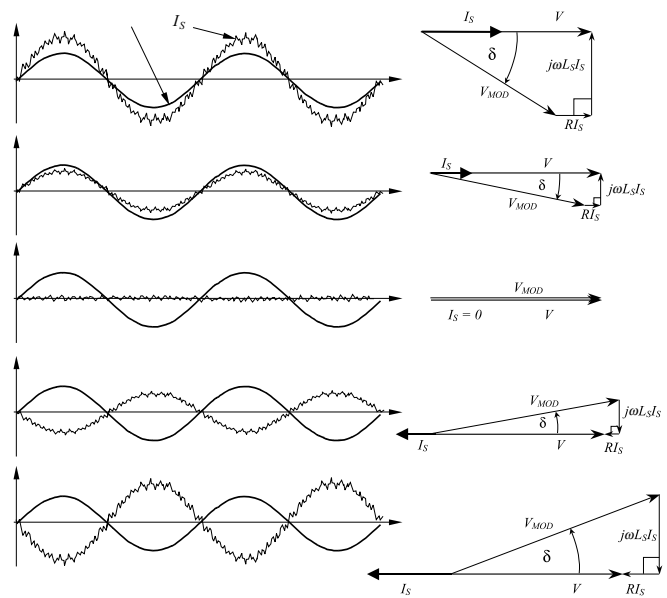 I_S
I_S V
δ
jωL_SI_S
V_MOD
RI_S
I_S V
δ
jωL_SI_S
V_MOD
RI_S
V_MOD
I_S = 0 V
V_MOD
jωL_SI_S
δ
I_S V RI_S
V_MOD
jωL_SI_S
δ
I_S V RI_S